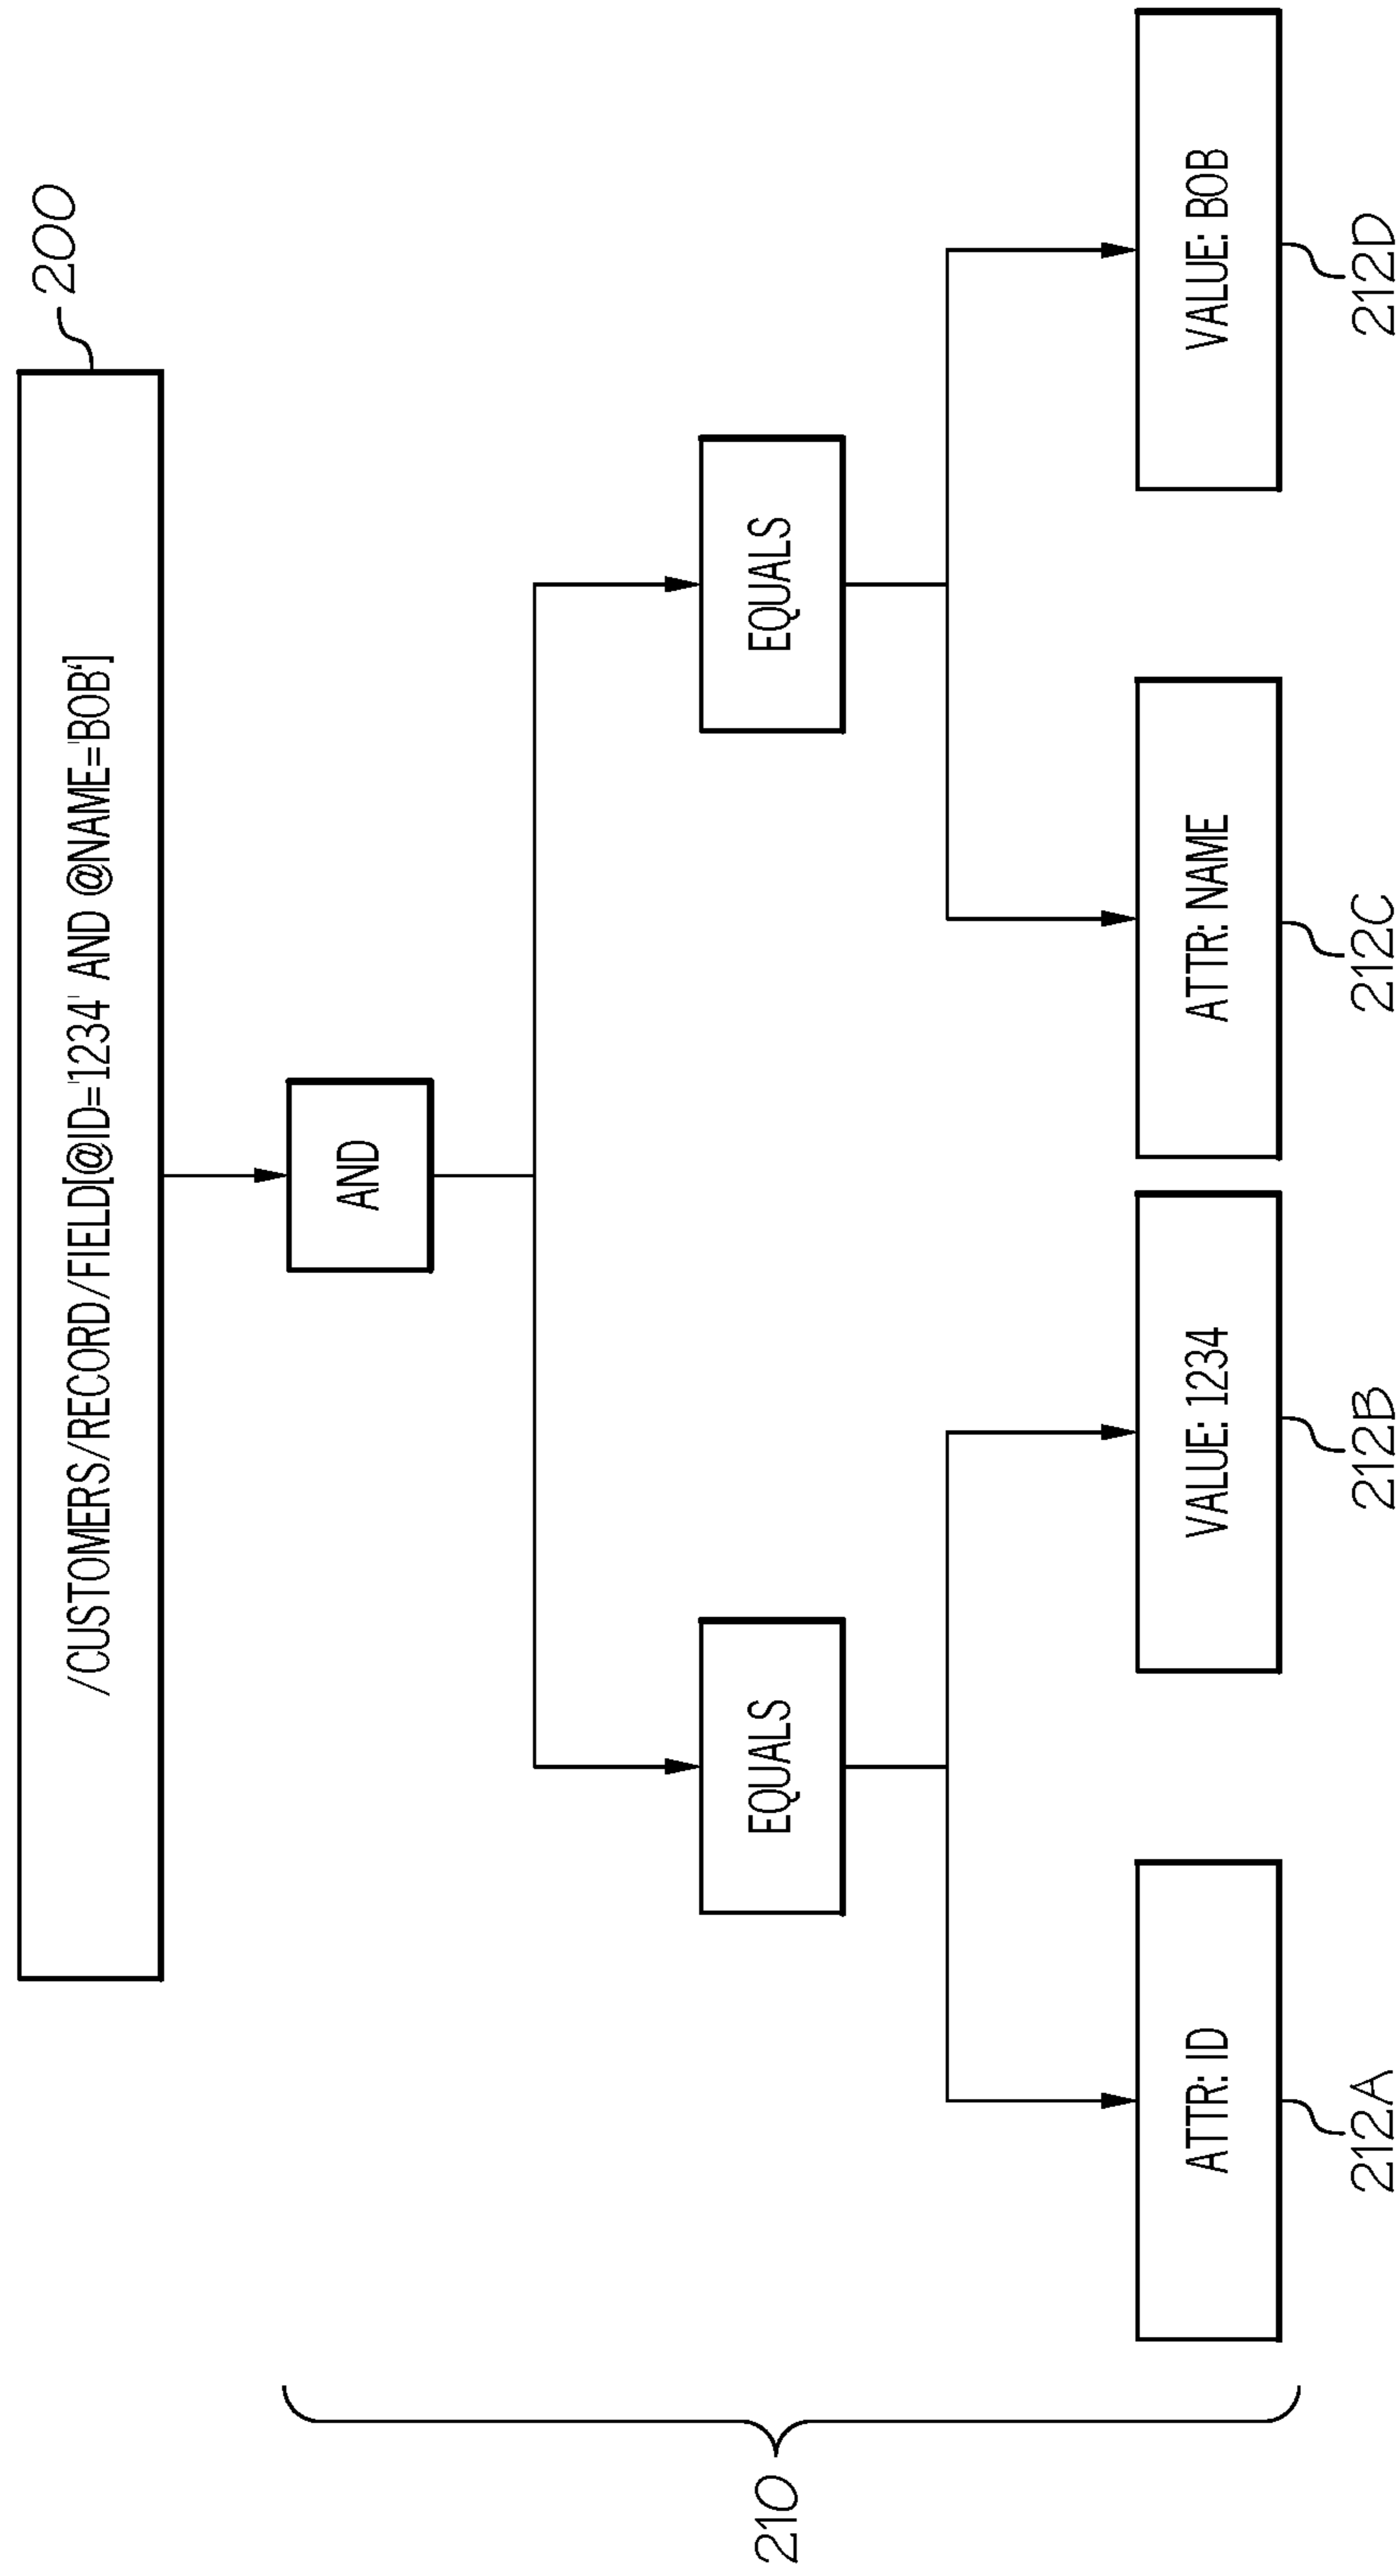 /CUSTOMERS/RECORD/FIELD[@ID='1234' AND @NAME='BOB']
200
AND
EQUALS
EQUALS
210
ATTR: ID
VALUE: 1234
ATTR: NAME
VALUE: BOB
212A
212B
212C
212D